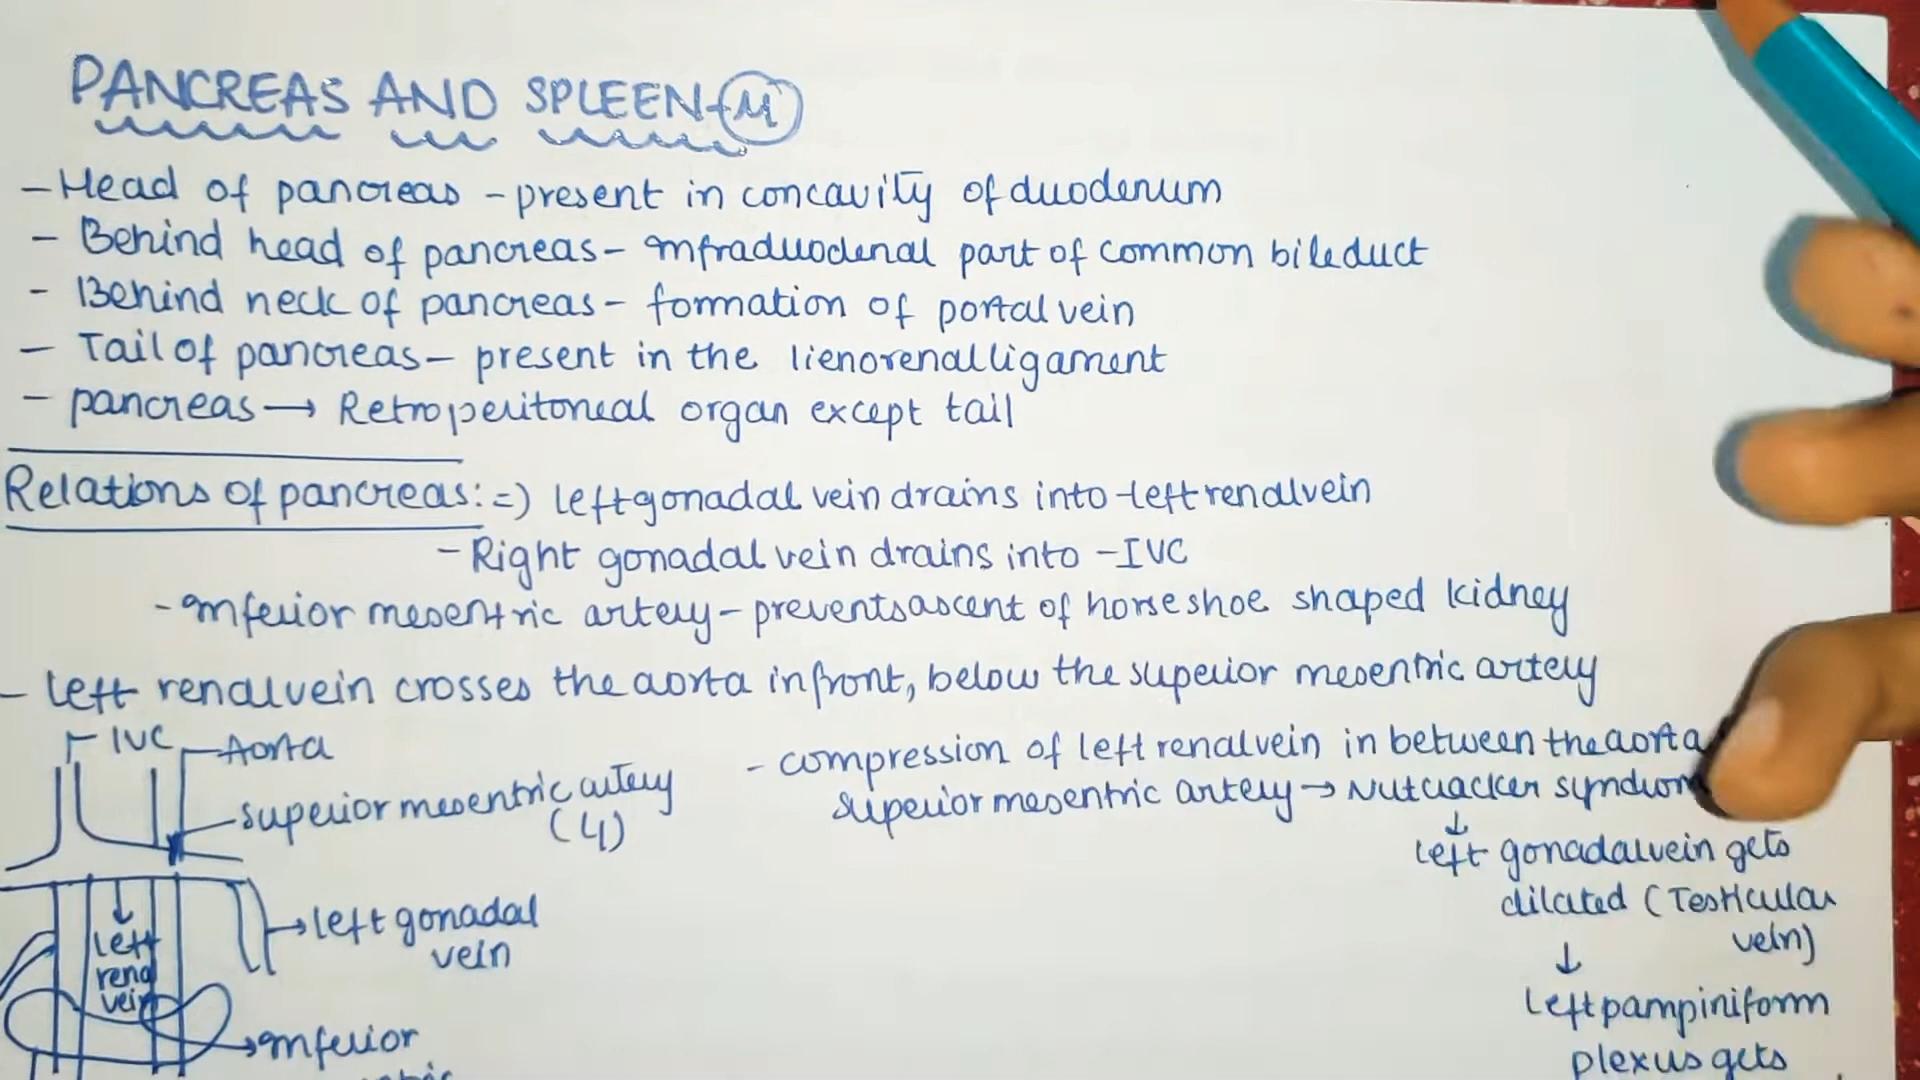 PANCREAS AND SPLEEN-M
- Head of pancreas - present in concavity of duodenum
- Behind head of pancreas - Infraduodenal part of common bile duct
- Behind neck of pancreas - formation of portal vein
- Tail of pancreas - present in the lienorenal ligament
- pancreas → Retroperitoneal organ except tail
Relations of pancreas: => left gonadal vein drains into - left renal vein
- Right gonadal vein drains into - IVC
- Inferior mesentric artery - prevents ascent of horse shoe shaped kidney
- left renal vein crosses the aorta in front, below the superior mesentric artery
IVC
Aorta
superior mesentric artery
(L1)
left gonadal
vein
left
renal
vein
Inferior
- compression of left renal vein in between the aorta
superior mesentric artery → Nutcracker
↓
left gonadal vein gets
dilated (Testicular
vein)
↓
left pampiniform
plexus gets